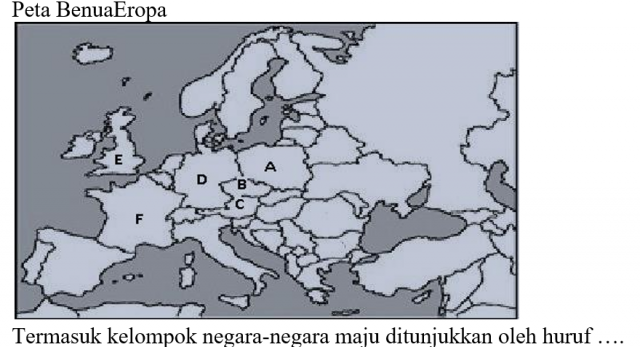 Peta BenuaEropa
E
A
D
B
C
F
Termasuk kelompok negara-negara maju ditunjukkan oleh huruf ….